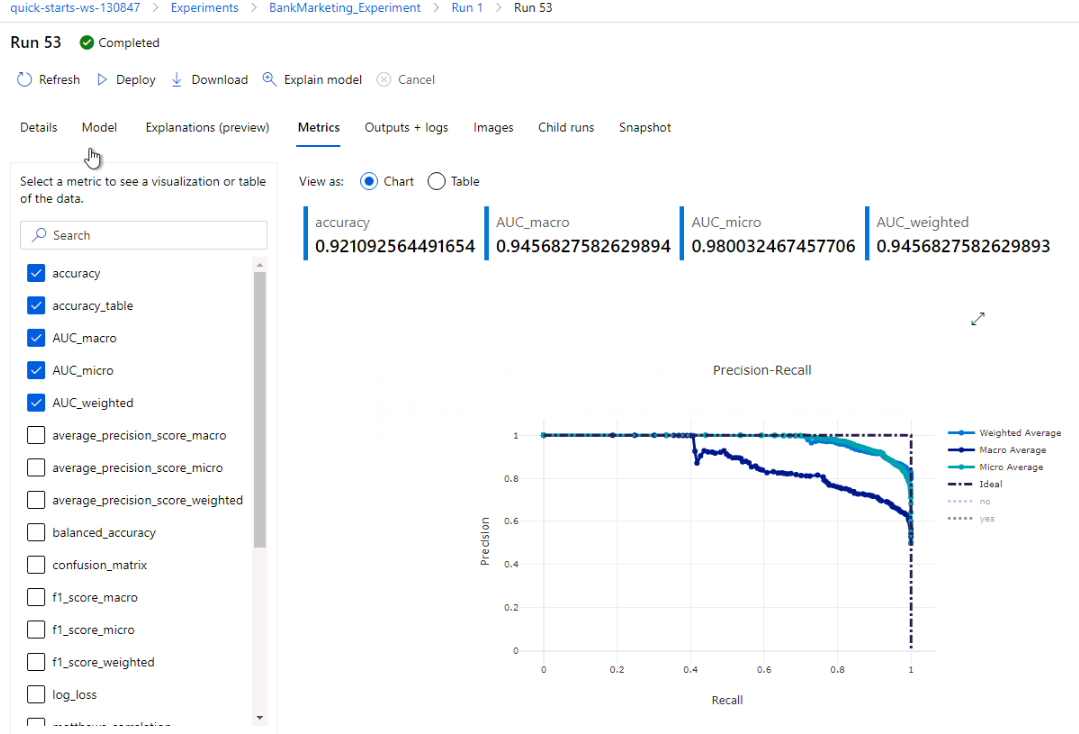 quick-starts-ws-130847 > Experiments > BankMarketing_Experiment > Run 1 > Run 53
Run 53 Completed
Refresh Deploy Download Explain model Cancel
Details Model Explanations (preview) Metrics Outputs + logs Images Child runs Snapshot
Select a metric to see a visualization or table
of the data.
Search
accuracy
accuracy_table
AUC_macro
AUC_micro
AUC_weighted
average_precision_score_macro
average_precision_score_micro
average_precision_score_weighted
balanced_accuracy
confusion_matrix
f1_score_macro
f1_score_micro
f1_score_weighted
log_loss
View as: Chart Table
accuracy
0.921092564491654
AUC_macro
0.9456827582629894
AUC_micro
0.980032467457706
AUC_weighted
0.9456827582629893
Precision-Recall
Precision
1
0.8
0.6
0.4
0.2
0
0 0.2 0.4 0.6 0.8 1
Recall
Weighted Average
Macro Average
Micro Average
Ideal
no
yes